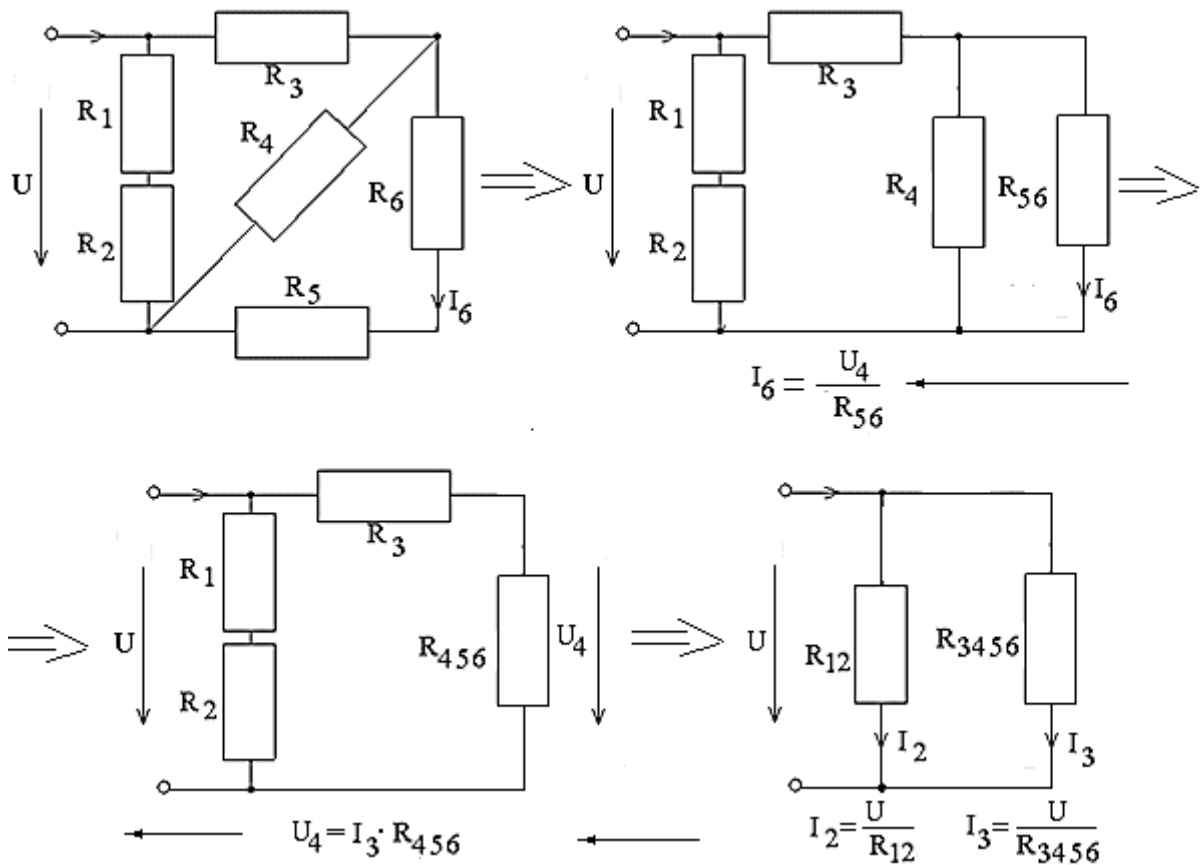 R3
R1
R4
U
R6
R2
R5
I6
R3
R1
U
R4
R56
R2
I6
I6 = U4 / R56
R3
R1
U
R456
U4
R2
U
R12
R3456
I2
I3
U4 = I3 · R456
I2 = U / R12
I3 = U / R3456